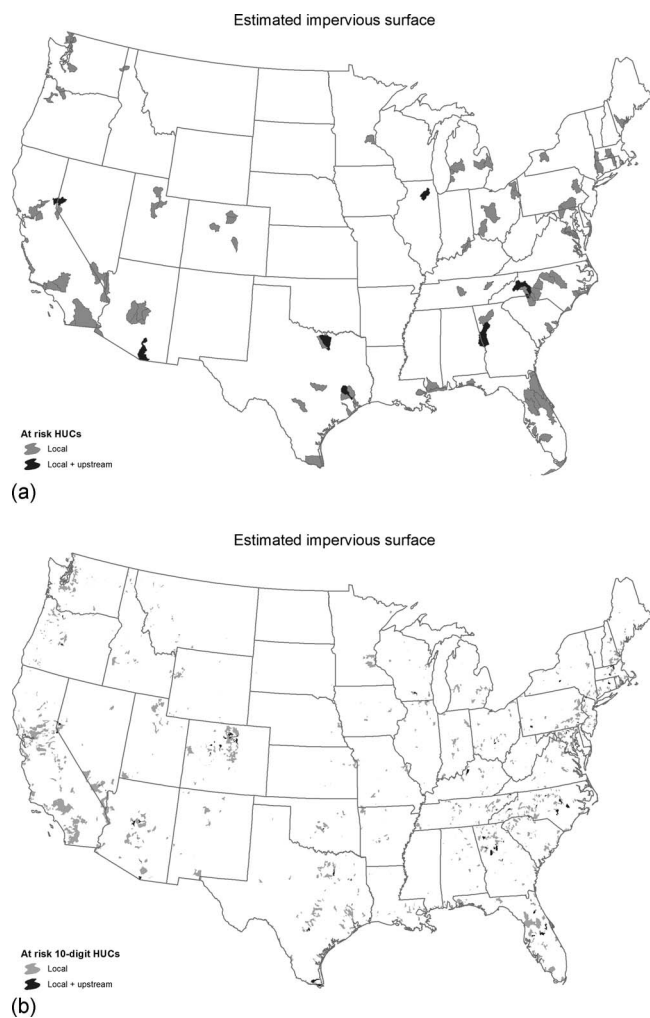 Estimated impervious surface
At risk HUCs
Local
Local + upstream
(a)
Estimated impervious surface
At risk 10-digit HUCs
Local
Local + upstream
(b)